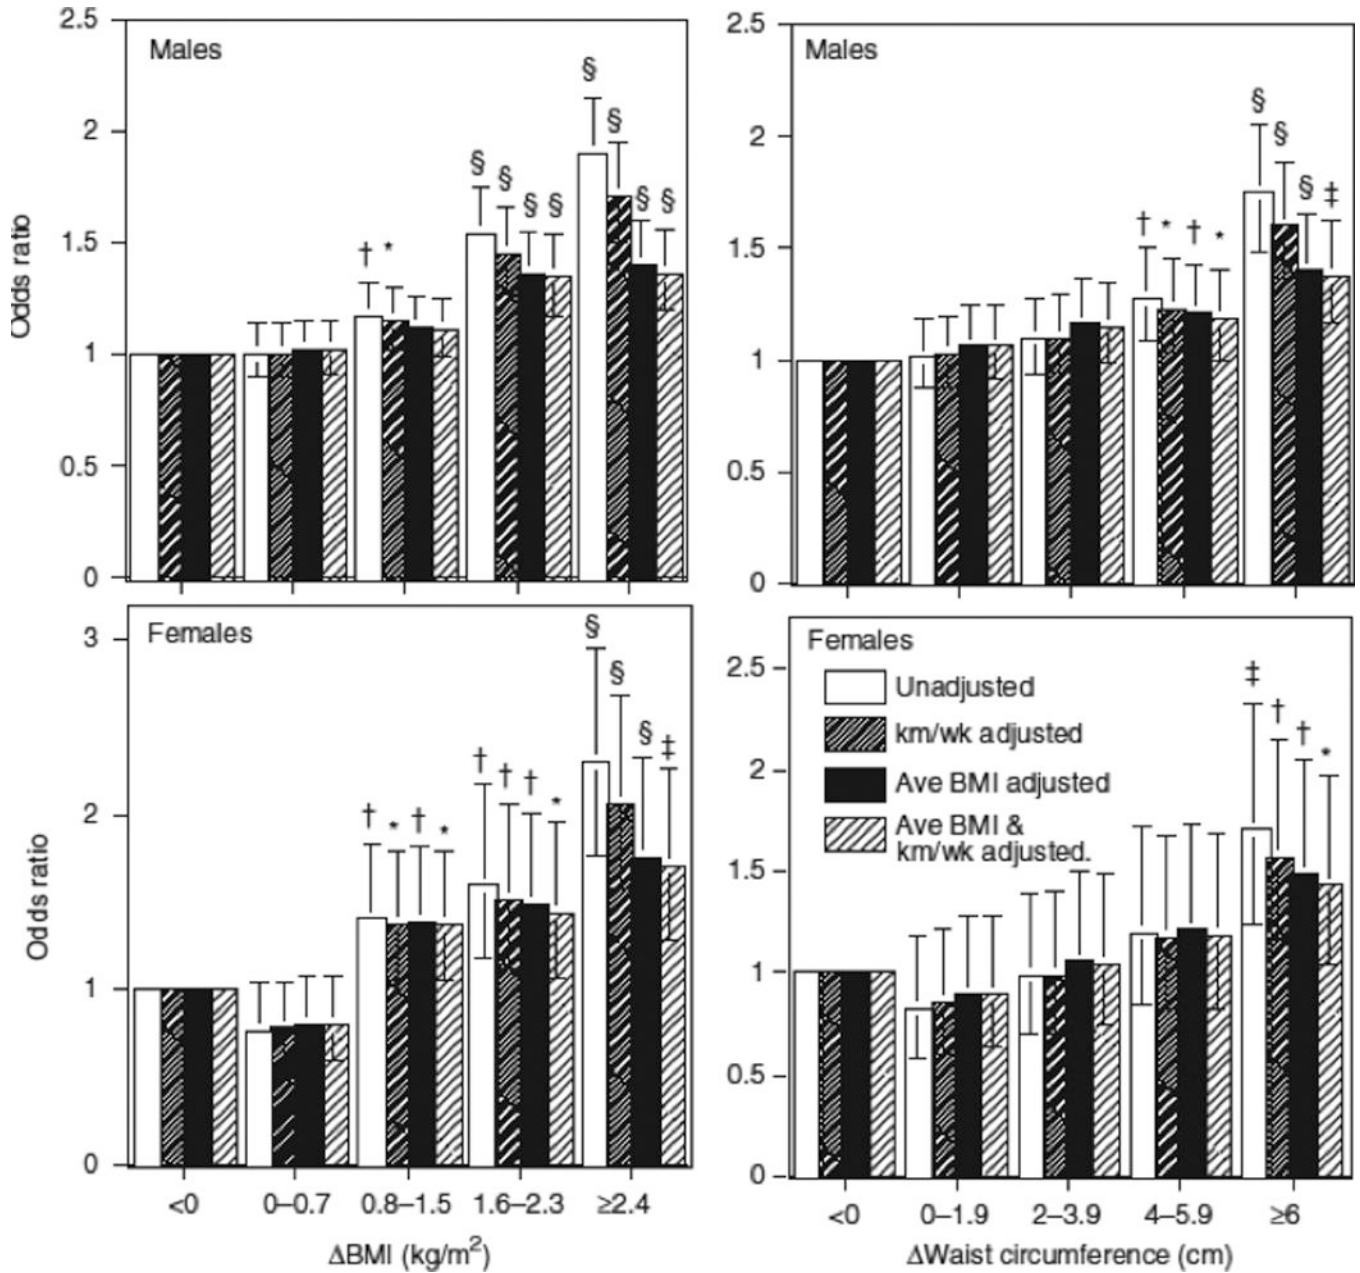 Males
2.5
2
1.5
1
0.5
0
Odds ratio
† *
§ § § §
§ § § §
Males
2.5
2
1.5
1
0.5
0
† * † *
§ § § ‡
Females
3
2
1
0
Odds ratio
† * † *
† † † *
§ § § ‡
<0 0–0.7 0.8–1.5 1.6–2.3 ≥2.4
ΔBMI (kg/m²)
Females
Unadjusted
km/wk adjusted
Ave BMI adjusted
Ave BMI &
km/wk adjusted.
2.5
2
1.5
1
0.5
0
‡ † † *
<0 0–1.9 2–3.9 4–5.9 ≥6
ΔWaist circumference (cm)